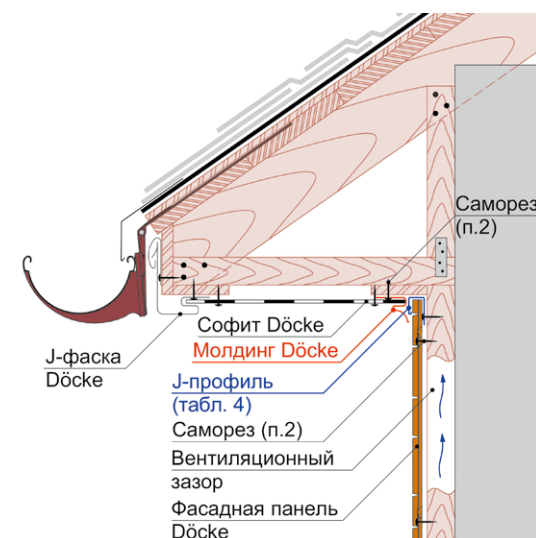 Саморез
(п.2)
Софит Döcke
Молдинг Döcke
J-фаска
Döcke
J-профиль
(табл. 4)
Саморез (п.2)
Вентиляционный
зазор
Фасадная панель
Döcke